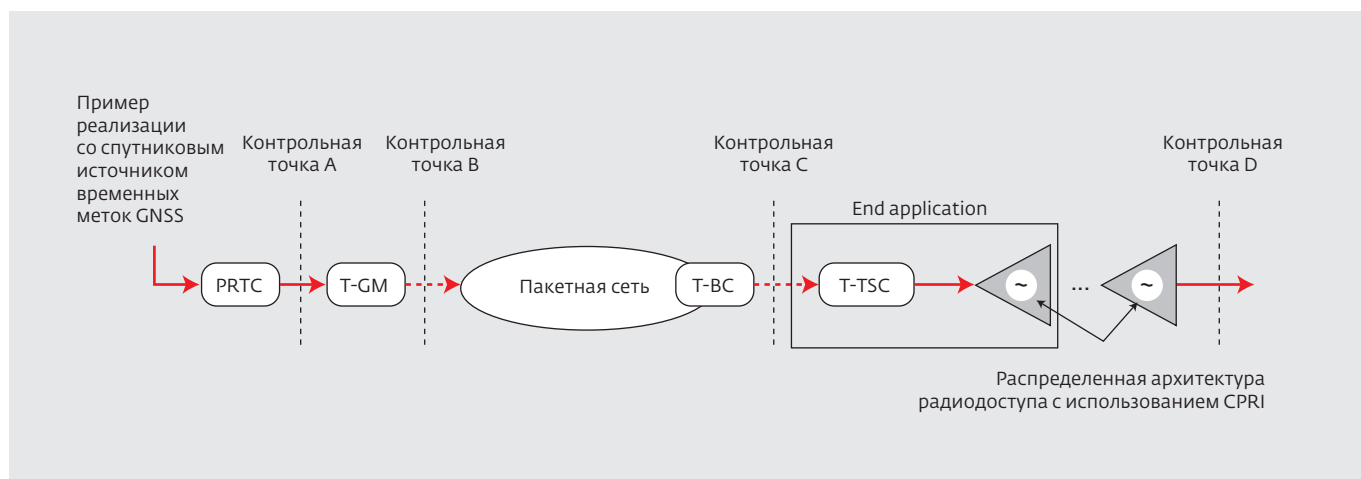 Пример
реализации
со спутниковым
источником
временных
меток GNSS
Контрольная
точка A
Контрольная
точка B
Контрольная
точка C
Контрольная
точка D
End application
PRTC
T-GM
Пакетная сеть
T-BC
T-TSC
~
...
~
Распределенная архитектура
радиодоступа с использованием CPRI